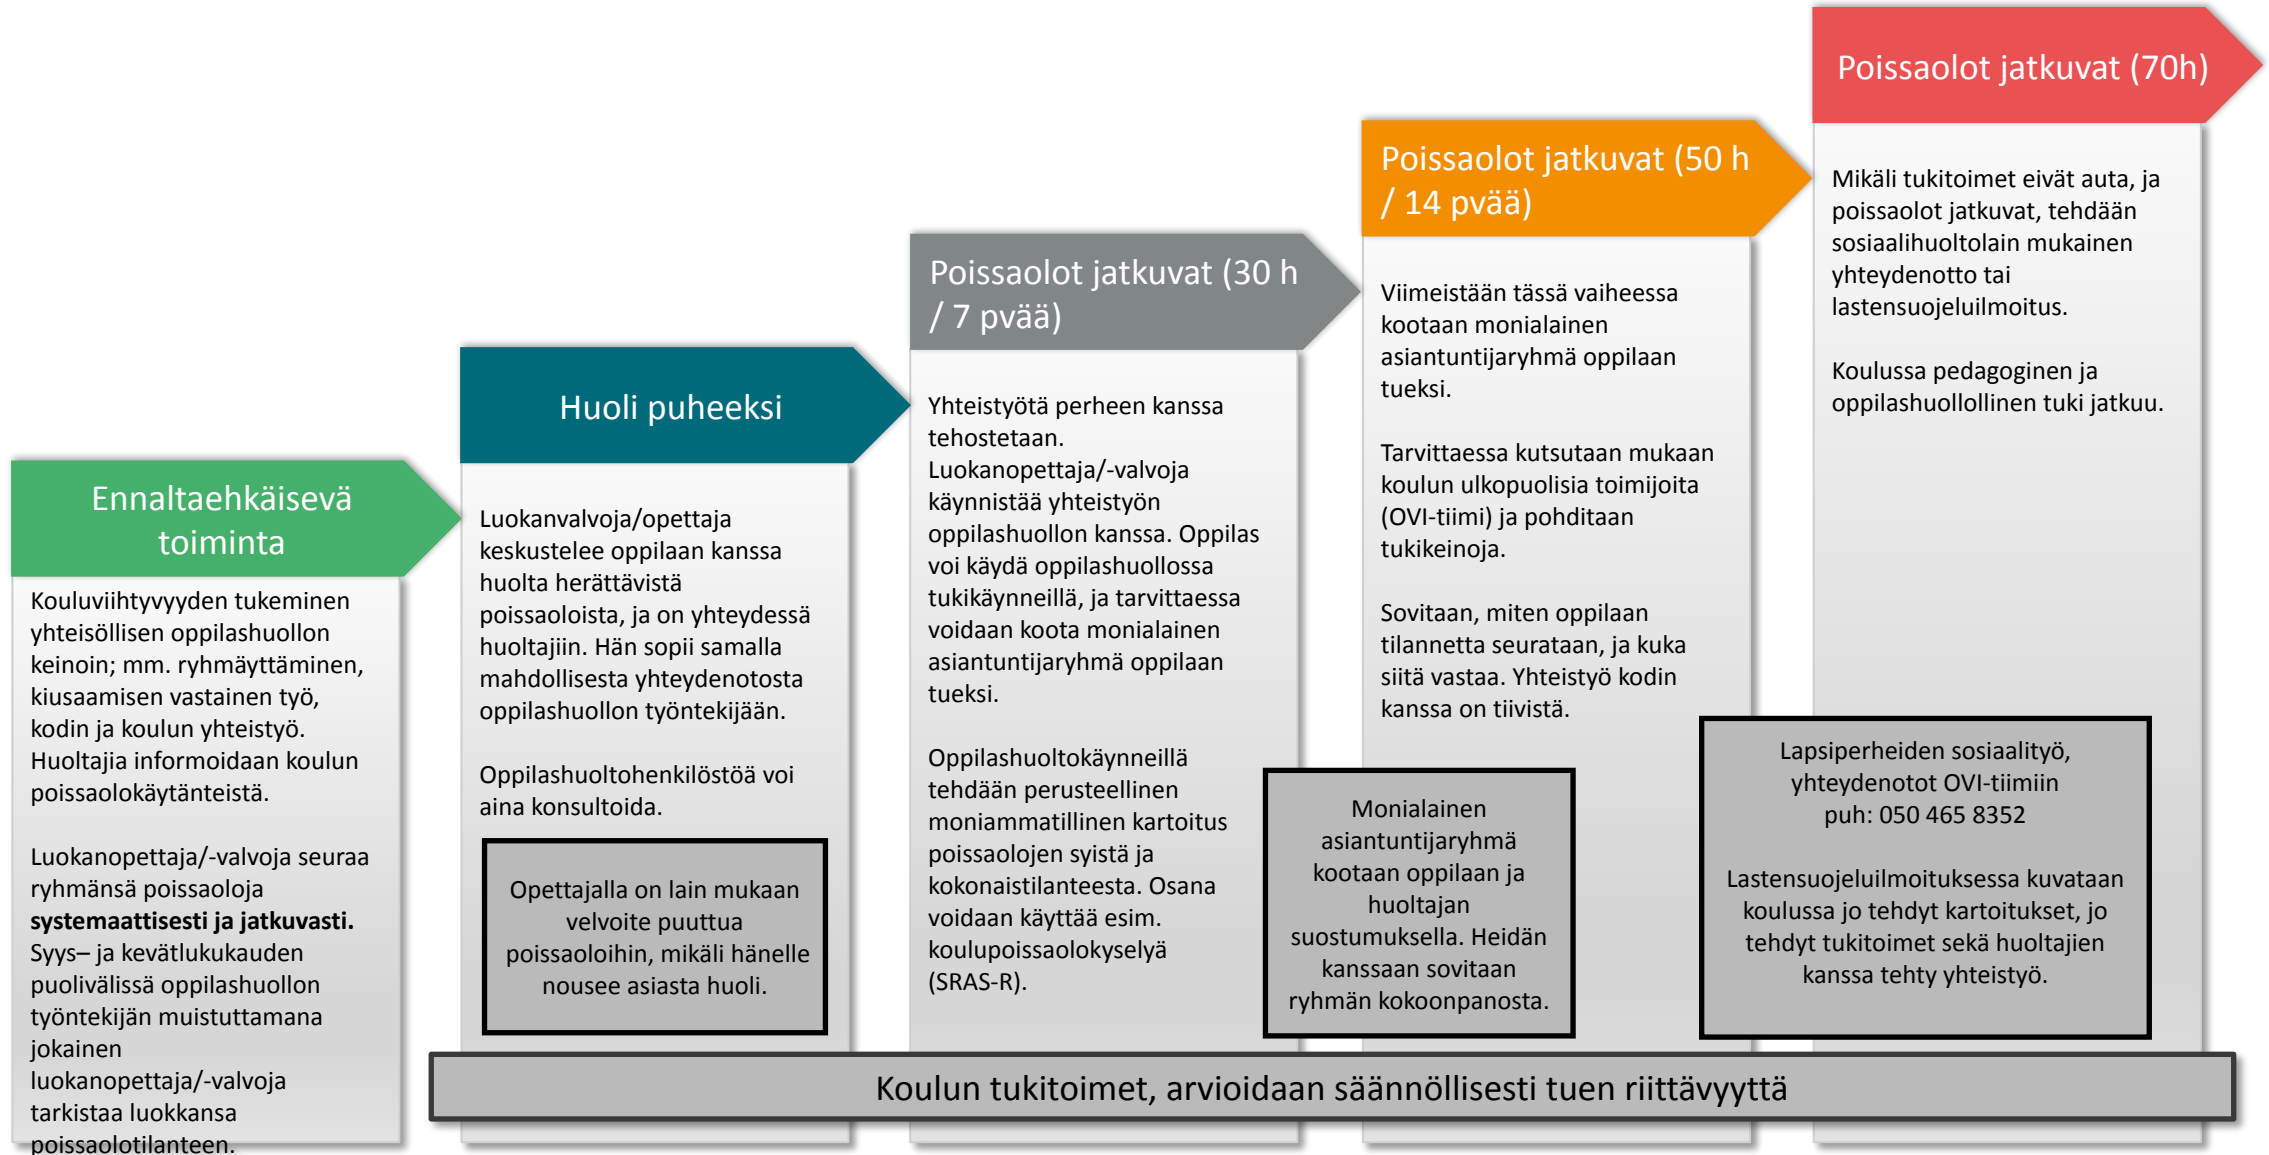 Ennaltaehkäisevä
toiminta
Kouluviihtyvyyden tukeminen
yhteisöllisen oppilashuollon
keinoin; mm. ryhmäyttäminen,
kiusaamisen vastainen työ,
kodin ja koulun yhteistyö.
Huoltajia informoidaan koulun
poissaolokäytänteistä.
Luokanopettaja/-valvoja seuraa
ryhmänsä poissaoloja
systemaattisesti ja jatkuvasti.
Syys– ja kevätlukukauden
puolivälissä oppilashuollon
työntekijän muistuttamana
jokainen
luokanopettaja/-valvoja
tarkistaa luokkansa
poissaolotilanteen.
Huoli puheeksi
Luokanvalvoja/opettaja
keskustelee oppilaan kanssa
huolta herättävistä
poissaoloista, ja on yhteydessä
huoltajiin. Hän sopii samalla
mahdollisesta yhteydenotosta
oppilashuollon työntekijään.
Oppilashuoltohenkilöstöä voi
aina konsultoida.
Opettajalla on lain mukaan
velvoite puuttua
poissaoloihin, mikäli hänelle
nousee asiasta huoli.
Poissaolot jatkuvat (30 h
/ 7 pvää)
Yhteistyötä perheen kanssa
tehostetaan.
Luokanopettaja/-valvoja
käynnistää yhteistyön
oppilashuollon kanssa. Oppilas
voi käydä oppilashuollossa
tukikäynneillä, ja tarvittaessa
voidaan koota monialainen
asiantuntijaryhmä oppilaan
tueksi.
Oppilashuoltokäynneillä
tehdään perusteellinen
moniammatillinen kartoitus
poissaolojen syistä ja
kokonaistilanteesta. Osana
voidaan käyttää esim.
koulupoissaolokyselyä
(SRAS-R).
Poissaolot jatkuvat (50 h
/ 14 pvää)
Viimeistään tässä vaiheessa
kootaan monialainen
asiantuntijaryhmä oppilaan
tueksi.
Tarvittaessa kutsutaan mukaan
koulun ulkopuolisia toimijoita
(OVI-tiimi) ja pohditaan
tukikeinoja.
Sovitaan, miten oppilaan
tilannetta seurataan, ja kuka
siitä vastaa. Yhteistyö kodin
kanssa on tiivistä.
Monialainen
asiantuntijaryhmä
kootaan oppilaan ja
huoltajan
suostumuksella. Heidän
kanssaan sovitaan
ryhmän kokoonpanosta.
Poissaolot jatkuvat (70h)
Mikäli tukitoimet eivät auta, ja
poissaolot jatkuvat, tehdään
sosiaalihuoltolain mukainen
yhteydenotto tai
lastensuojeluilmoitus.
Koulussa pedagoginen ja
oppilashuollollinen tuki jatkuu.
Lapsiperheiden sosiaalityö,
yhteydenotot OVI-tiimiin
puh: 050 465 8352
Lastensuojeluilmoituksessa kuvataan
koulussa jo tehdyt kartoitukset, jo
tehdyt tukitoimet sekä huoltajien
kanssa tehty yhteistyö.
Koulun tukitoimet, arvioidaan säännöllisesti tuen riittävyyttä